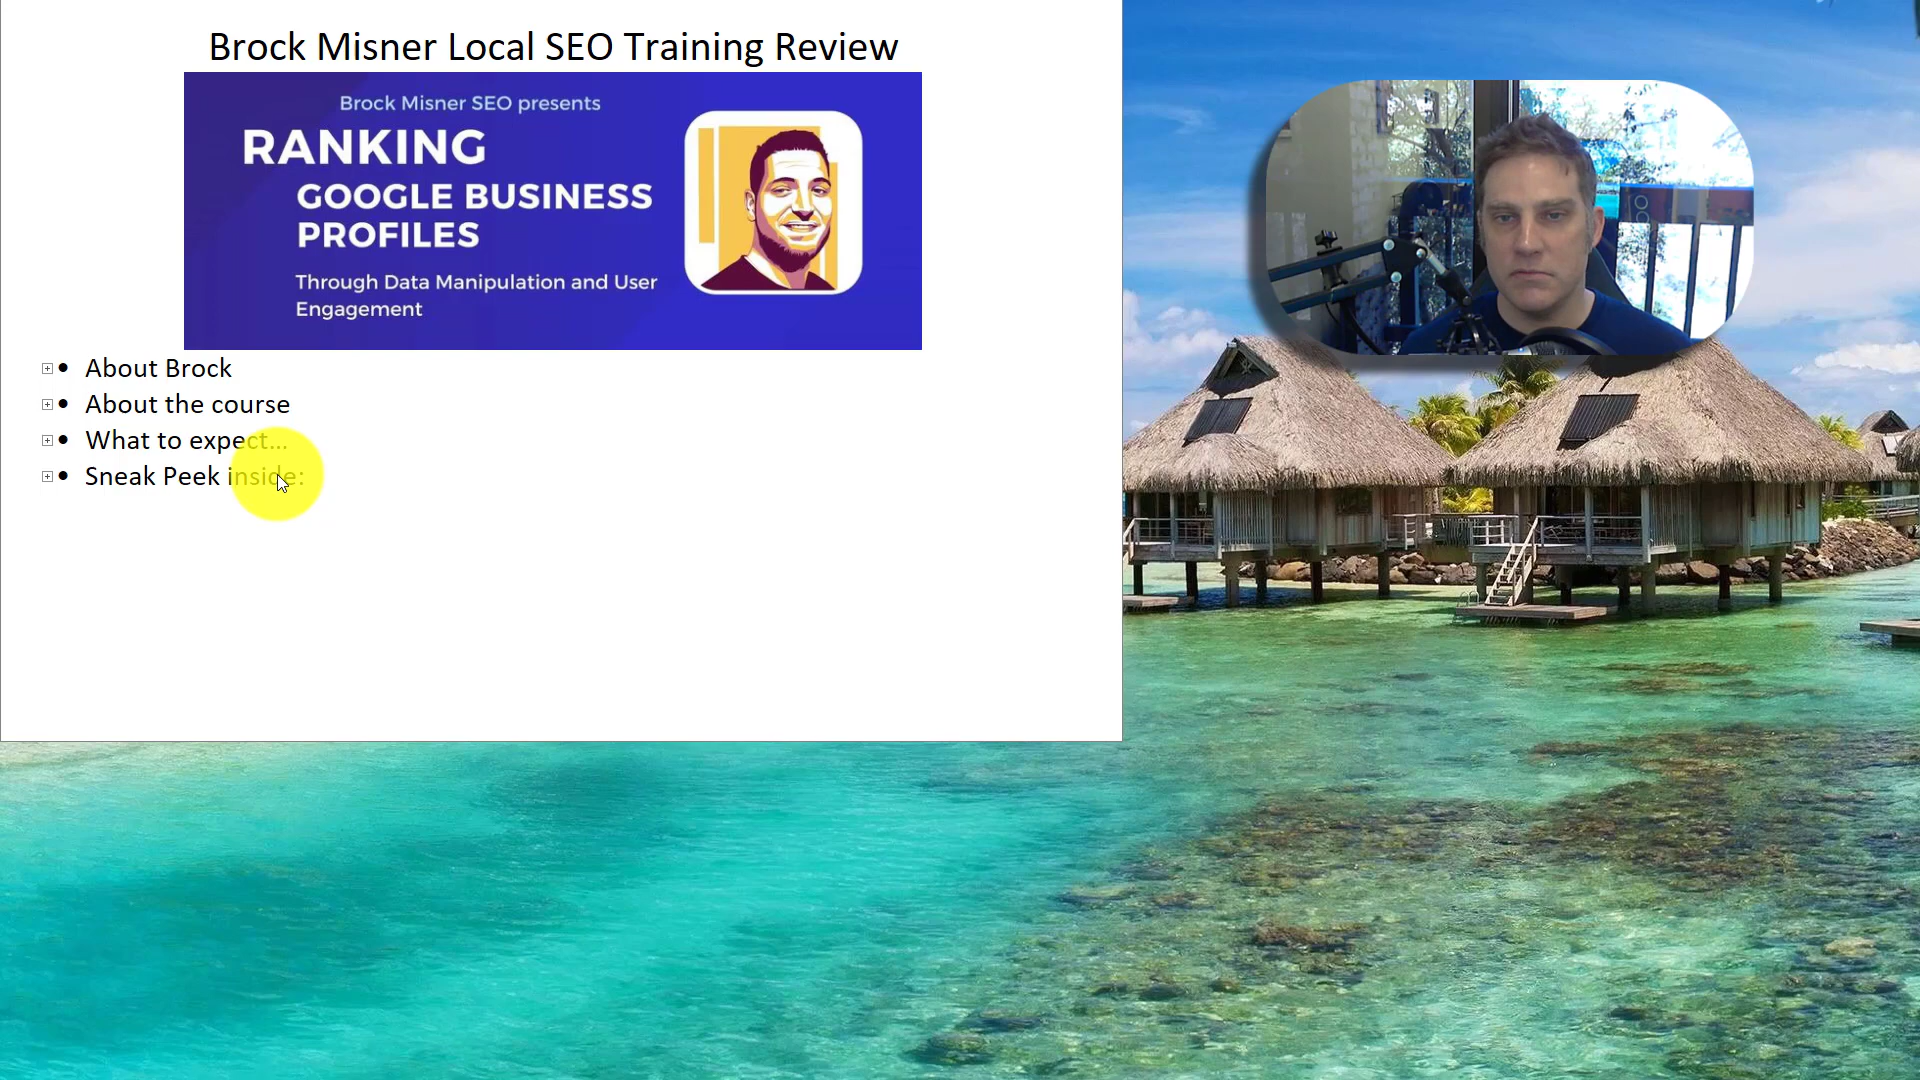 Brock Misner Local SEO Training Review
Brock Misner SEO presents
RANKING
GOOGLE BUSINESS
PROFILES
Through Data Manipulation and User
Engagement
• About Brock
• About the course
• What to expect...
• Sneak Peek inside: